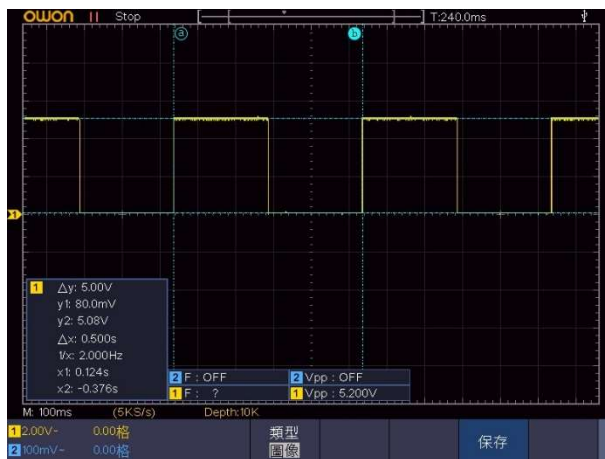 OWON II Stop T:240.0ms
a b
1
1 △y: 5.00V
y1: 80.0mV
y2: 5.08V
△x: 0.500s
1/x: 2.000Hz
x1: 0.124s
x2: -0.376s
2 F : OFF 2 Vpp : OFF
1 F : ? 1 Vpp : 5.200V
M: 100ms (5KS/s) Depth:10K
1 2.00V- 0.00格 類型 保存
2 100mV~ 0.00格 圖像